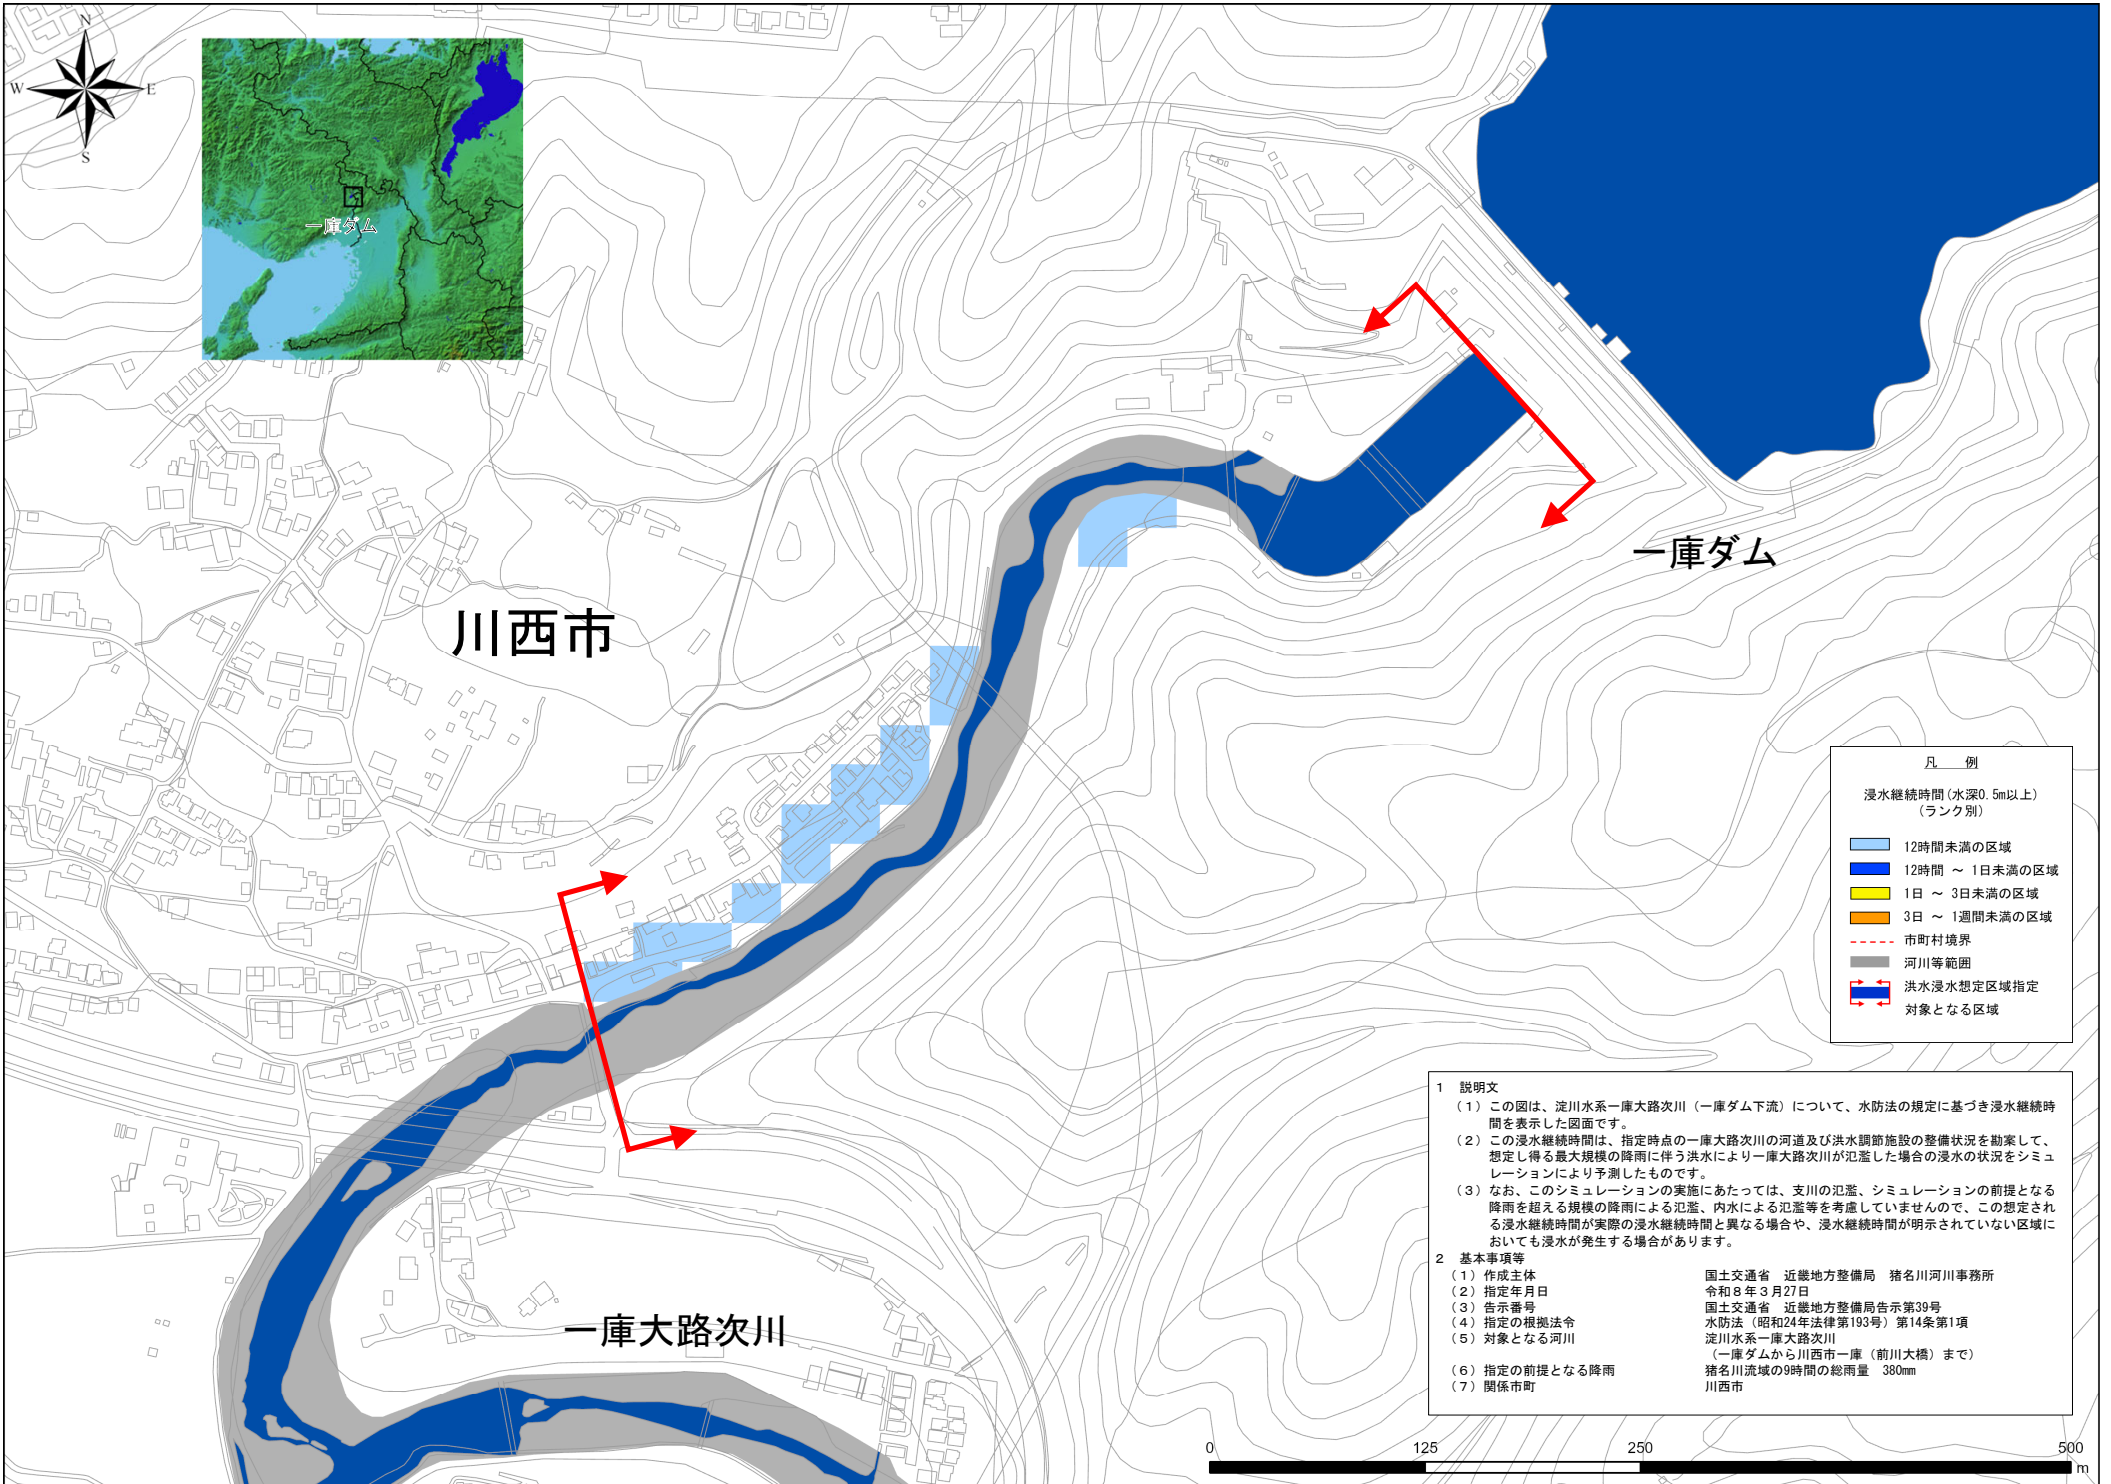 N
W
E
S
一庫ダム
川西市
一庫ダム
一庫大路次川
凡 例
浸水継続時間(水深0.5m以上)
(ランク別)
12時間未満の区域
12時間 ～ 1日未満の区域
1日 ～ 3日未満の区域
3日 ～ 1週間未満の区域
市町村境界
河川等範囲
洪水浸水想定区域指定
対象となる区域
1 説明文
(1) この図は、淀川水系一庫大路次川（一庫ダム下流）について、水防法の規定に基づき浸水継続時
間を表示した図面です。
(2) この浸水継続時間は、指定時点の一庫大路次川の河道及び洪水調節施設の整備状況を勘案して、
想定し得る最大規模の降雨に伴う洪水により一庫大路次川が氾濫した場合の浸水の状況をシミュ
レーションにより予測したものです。
(3) なお、このシミュレーションの実施にあたっては、支川の氾濫、シミュレーションの前提となる
降雨を超える規模の降雨による氾濫、内水による氾濫等を考慮していませんので、この想定され
る浸水継続時間が実際の浸水継続時間と異なる場合や、浸水継続時間が明示されていない区域に
おいても浸水が発生する場合があります。
2 基本事項等
(1) 作成主体 国土交通省 近畿地方整備局 猪名川河川事務所
(2) 指定年月日 令和8年3月27日
(3) 告示番号 国土交通省 近畿地方整備局告示第39号
(4) 指定の根拠法令 水防法（昭和24年法律第193号）第14条第1項
(5) 対象となる河川 淀川水系一庫大路次川
（一庫ダムから川西市一庫（前川大橋）まで）
(6) 指定の前提となる降雨 猪名川流域の9時間の総雨量 380mm
(7) 関係市町 川西市
0 125 250 500
m